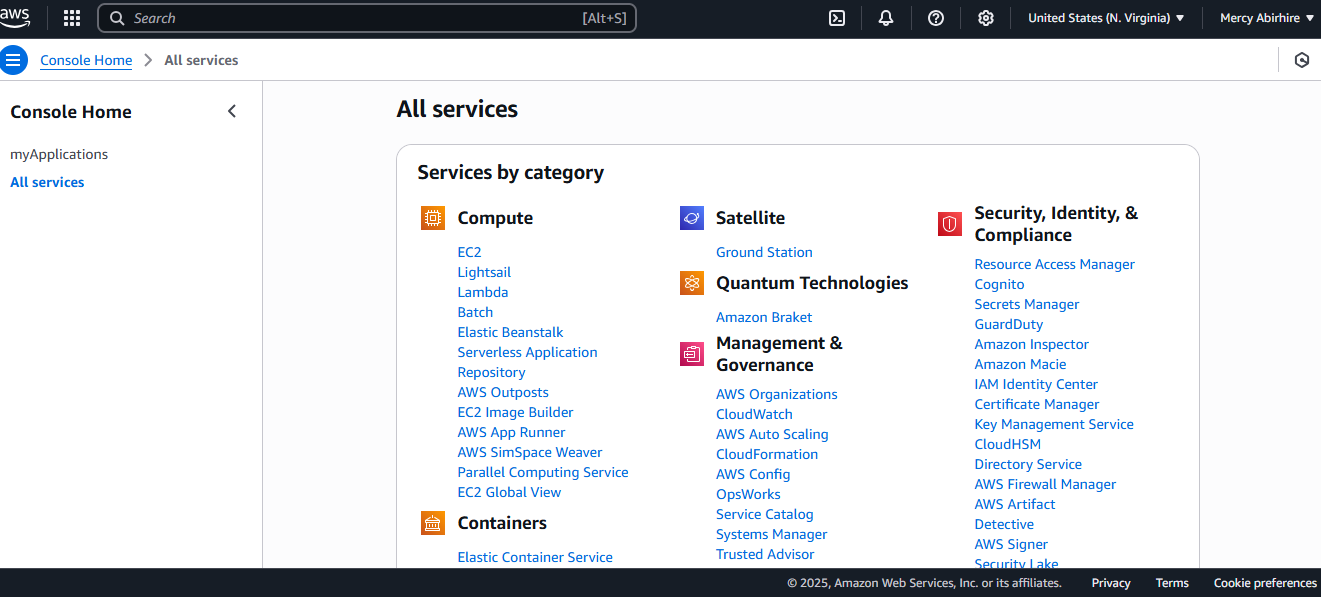 aws
Search
[Alt+S]
United States (N. Virginia)
Mercy Abirhire
Console Home
All services
Console Home
myApplications
All services
All services
Services by category
Compute
EC2
Lightsail
Lambda
Batch
Elastic Beanstalk
Serverless Application
Repository
AWS Outposts
EC2 Image Builder
AWS App Runner
AWS SimSpace Weaver
Parallel Computing Service
EC2 Global View
Containers
Elastic Container Service
Satellite
Ground Station
Quantum Technologies
Amazon Braket
Management &
Governance
AWS Organizations
CloudWatch
AWS Auto Scaling
CloudFormation
AWS Config
OpsWorks
Service Catalog
Systems Manager
Trusted Advisor
Security, Identity, &
Compliance
Resource Access Manager
Cognito
Secrets Manager
GuardDuty
Amazon Inspector
Amazon Macie
IAM Identity Center
Certificate Manager
Key Management Service
CloudHSM
Directory Service
AWS Firewall Manager
AWS Artifact
Detective
AWS Signer
Security Lake
© 2025, Amazon Web Services, Inc. or its affiliates.
Privacy
Terms
Cookie preferences